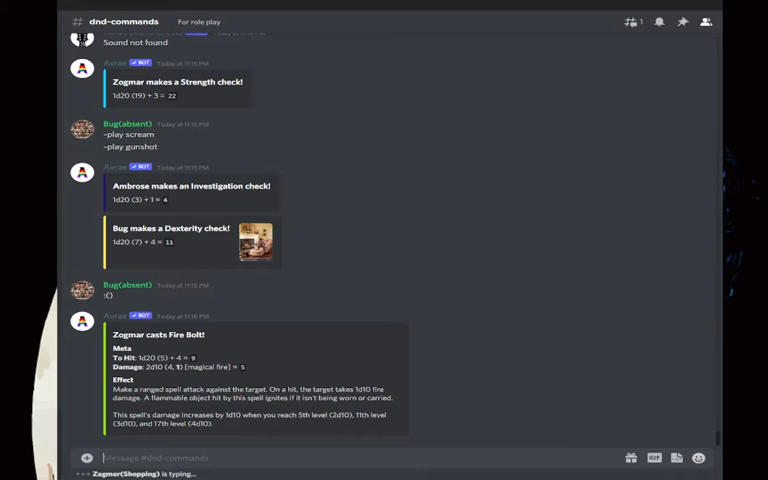 dnd-commands For role play 1
Sound not found
Avrae BOT Today at 11:15 PM
Zogmar makes a Strength check!
1d20 (19) + 3 = 22
Bug(absent) Today at 11:15 PM
-play scream
-play gunshot
Avrae BOT Today at 11:15 PM
Ambrose makes an Investigation check!
1d20 (3) + 1 = 4
Bug makes a Dexterity check!
1d20 (7) + 4 = 11
Bug(absent) Today at 11:15 PM
:()
Avrae BOT Today at 11:16 PM
Zogmar casts Fire Bolt!
Meta
To Hit: 1d20 (5) + 4 = 9
Damage: 2d10 (4, 1) [magical fire] = 5
Effect
Make a ranged spell attack against the target. On a hit, the target takes 1d10 fire
damage. A flammable object hit by this spell ignites if it isn't being worn or carried.
This spell's damage increases by 1d10 when you reach 5th level (2d10), 11th level
(3d10), and 17th level (4d10).
Message #dnd-commands GIF
Zagmer(Shopping) is typing...